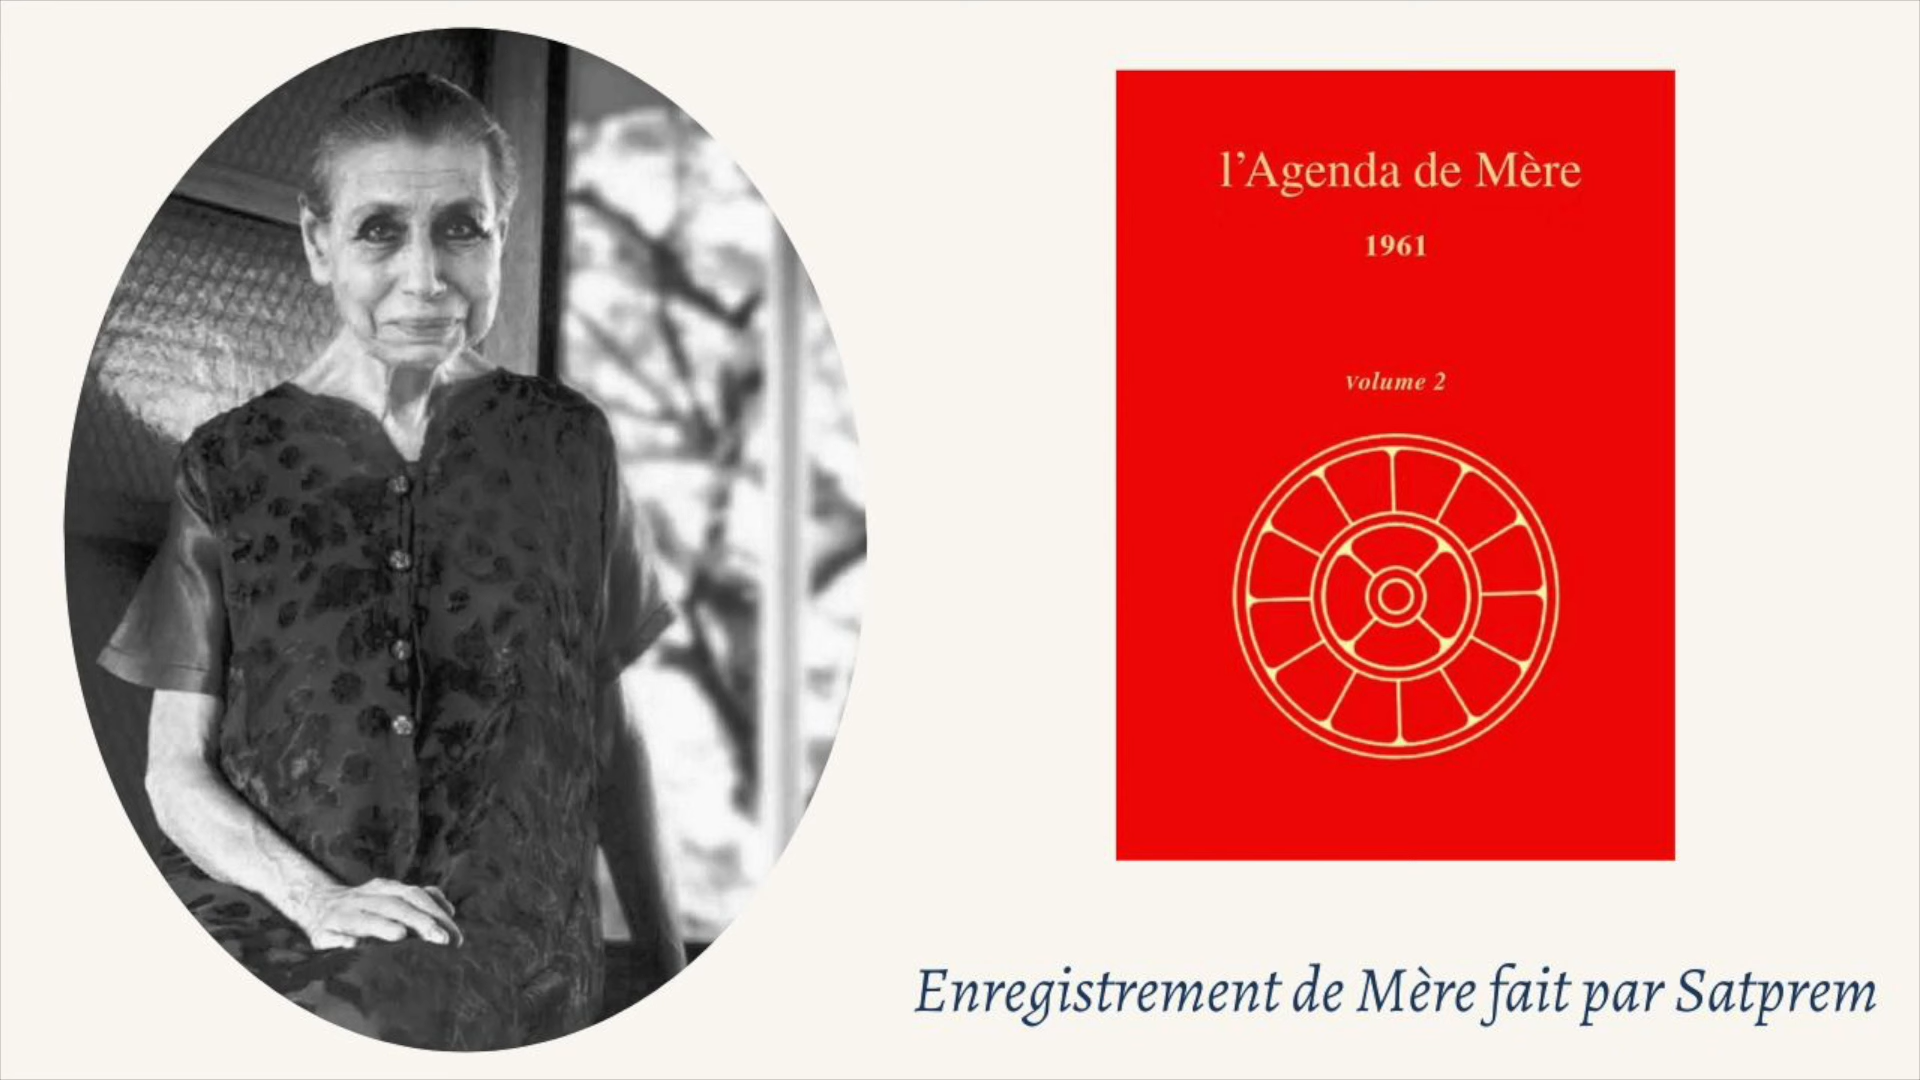 l’Agenda de Mère
1961
volume 2
Enregistrement de Mère fait par Satprem